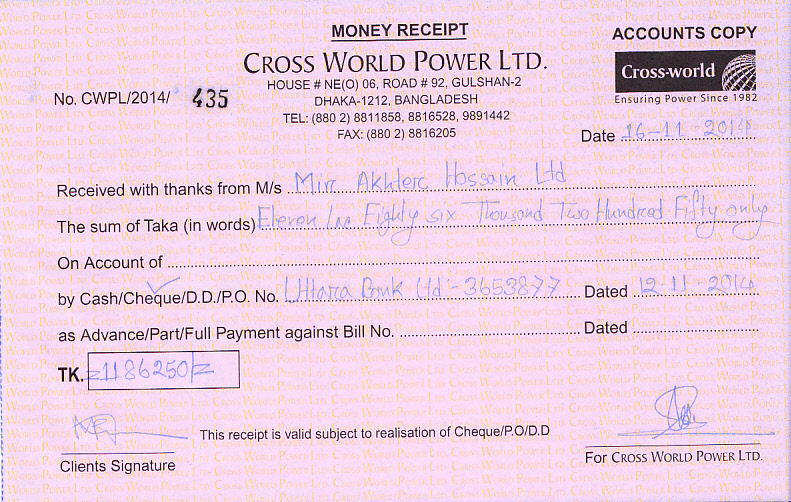 MONEY RECEIPT
ACCOUNTS COPY
CROSS WORLD POWER LTD.
HOUSE # NE(O) 06, ROAD # 92, GULSHAN-2
DHAKA-1212, BANGLADESH
TEL: (880 2) 8811858, 8816528, 9891442
FAX: (880 2) 8816205
Cross-world
Ensuring Power Since 1982
No. CWPL/2014/ 435
Date 16-11-2014
Received with thanks from M/s Mir Akhter Hossain Ltd
The sum of Taka (in words) Eleven Lac Eighty six Thousand Two Hundred Fifty only
On Account of
by Cash/Cheque/D.D./P.O. No. Uttara Bank Ltd - 3653877 Dated 12-11-2014
as Advance/Part/Full Payment against Bill No. Dated
TK. =1186250/=
This receipt is valid subject to realisation of Cheque/P.O/D.D
Clients Signature
For CROSS WORLD POWER LTD.